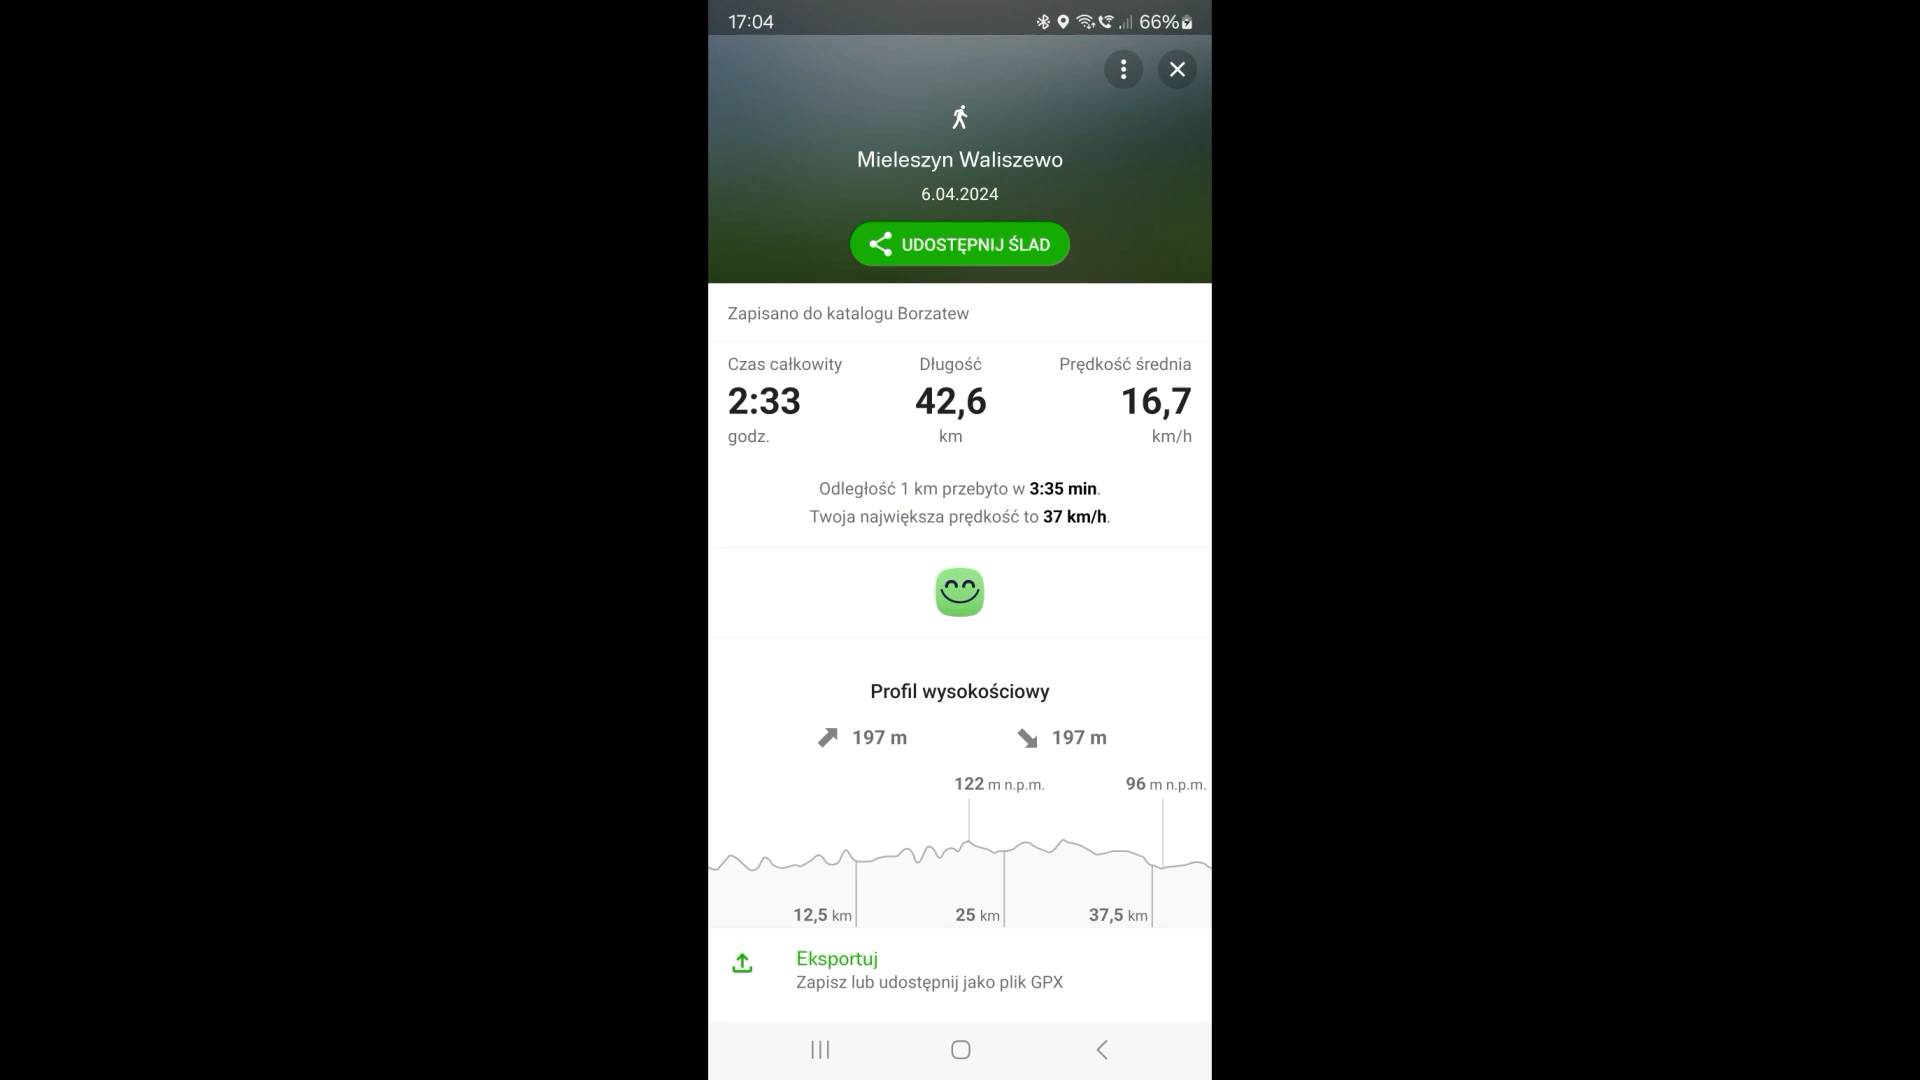 17:04 66%
Mieleszyn Waliszewo
6.04.2024
UDOSTĘPNIJ ŚLAD
Zapisano do katalogu Borzatew
Czas całkowity Długość Prędkość średnia
2:33 42,6 16,7
godz. km km/h
Odległość 1 km przebyto w 3:35 min.
Twoja największa prędkość to 37 km/h.
Profil wysokościowy
197 m 197 m
122 m n.p.m. 96 m n.p.m.
12,5 km 25 km 37,5 km
Eksportuj
Zapisz lub udostępnij jako plik GPX